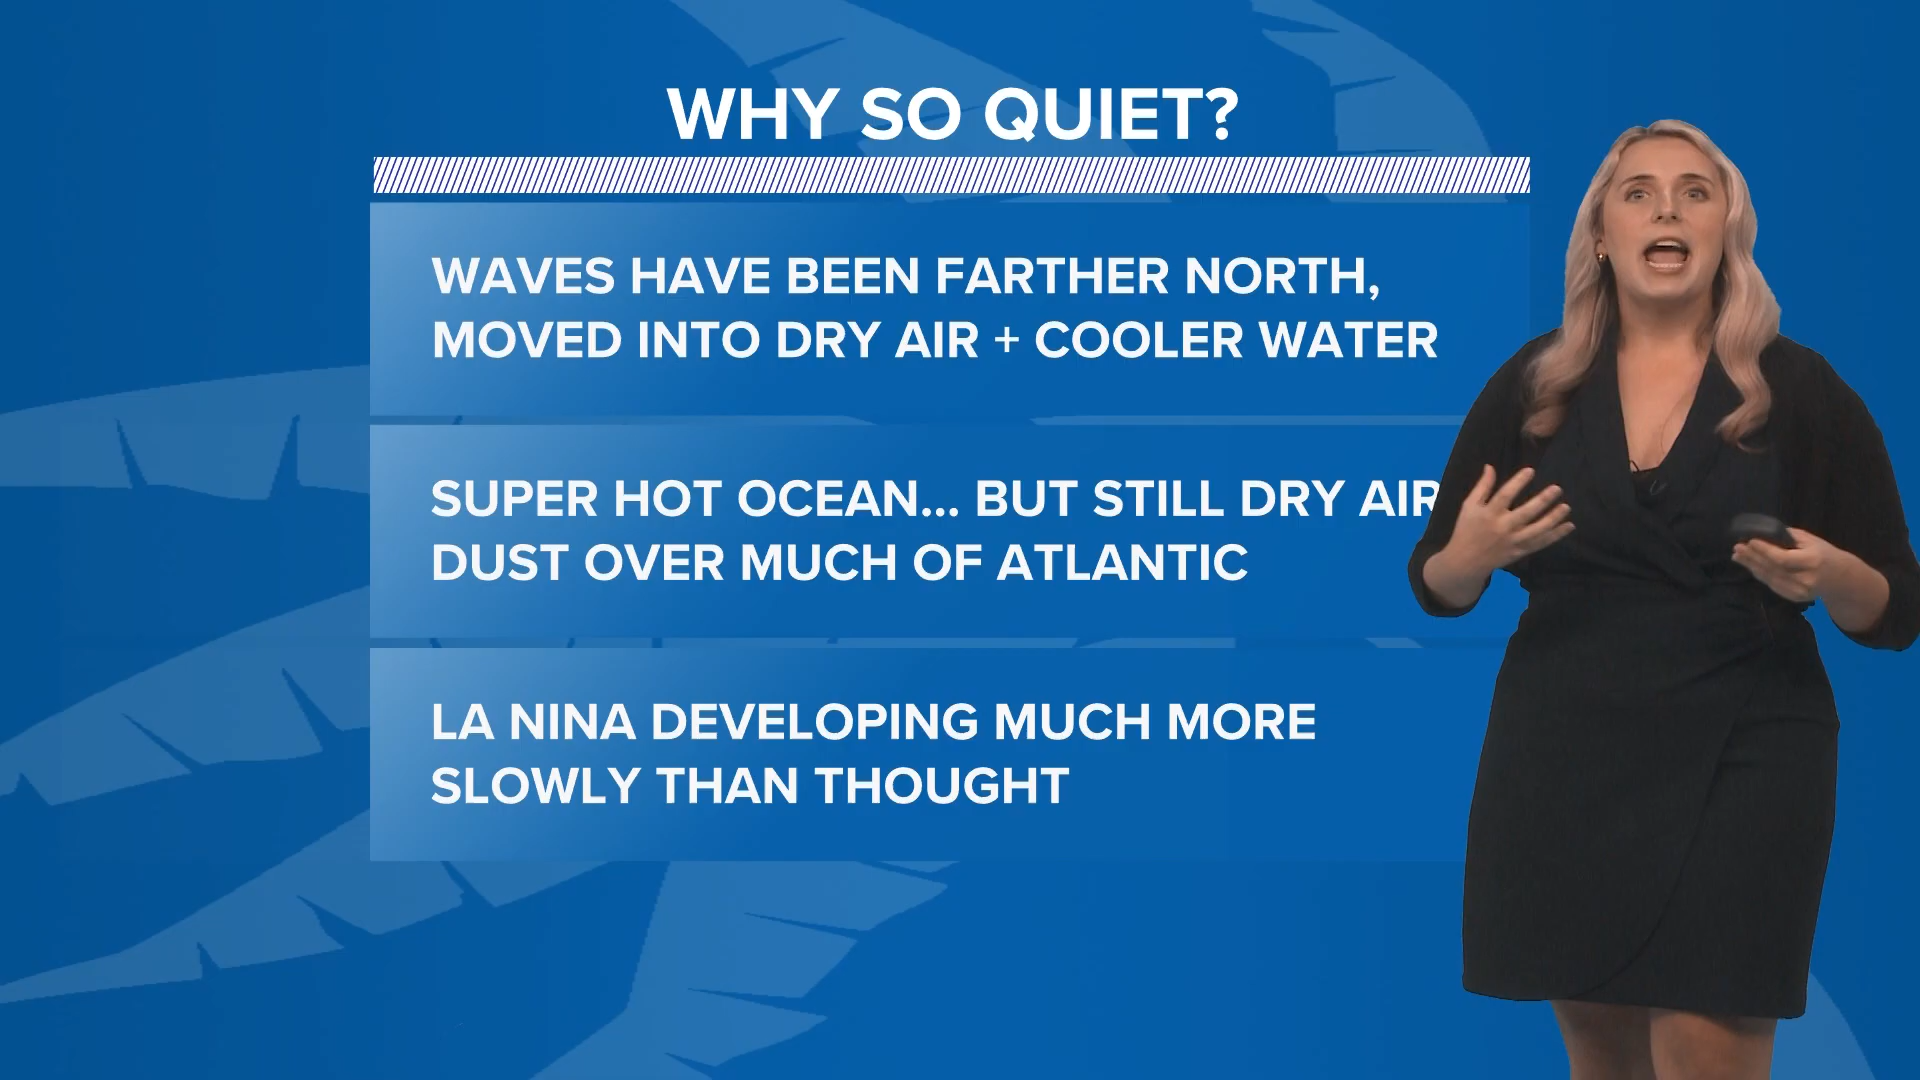 WHY SO QUIET?
WAVES HAVE BEEN FARTHER NORTH,
MOVED INTO DRY AIR + COOLER WATER
SUPER HOT OCEAN... BUT STILL DRY AIR
DUST OVER MUCH OF ATLANTIC
LA NINA DEVELOPING MUCH MORE
SLOWLY THAN THOUGHT